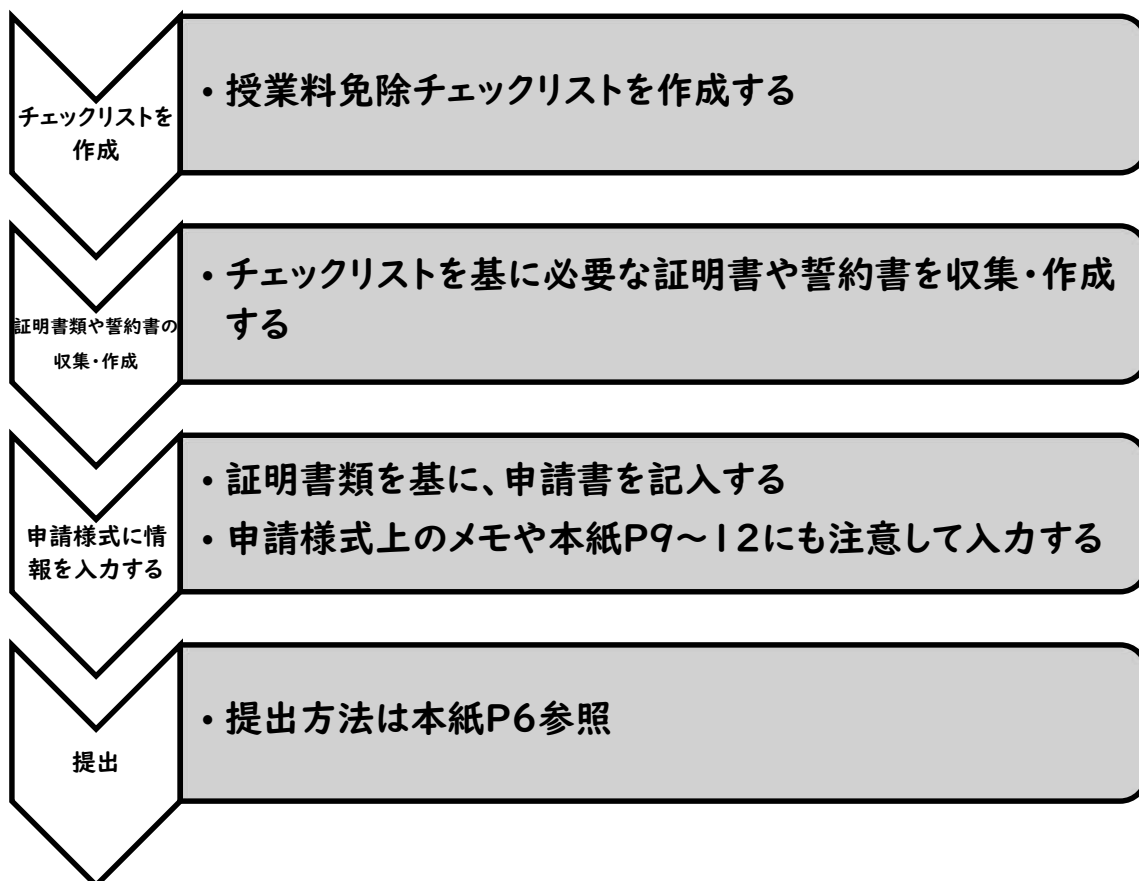 チェックリストを
作成
・授業料免除チェックリストを作成する
証明書類や誓約書の
収集・作成
・チェックリストを基に必要な証明書や誓約書を収集・作成
する
申請様式に情
報を入力する
・証明書類を基に、申請書を記入する
・申請様式上のメモや本紙P9～12にも注意して入力する
提出
・提出方法は本紙P6参照